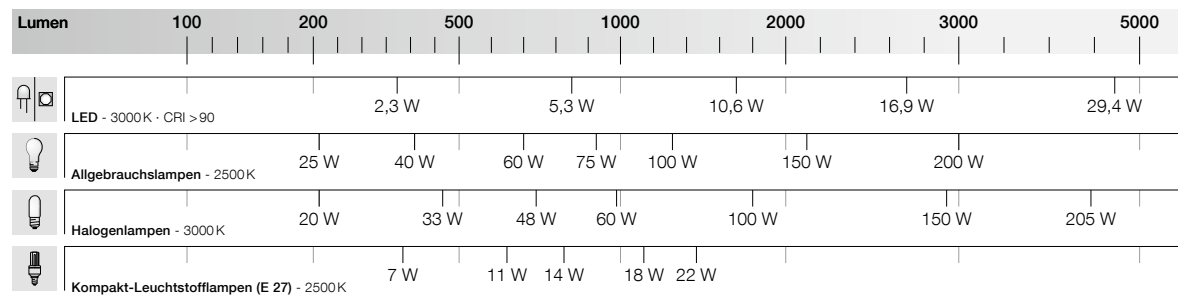 Lumen 100 200 500 1000 2000 3000 5000
2,3 W 5,3 W 10,6 W 16,9 W 29,4 W
LED - 3000 K · CRI > 90
25 W 40 W 60 W 75 W 100 W 150 W 200 W
Allgebrauchslampen - 2500 K
20 W 33 W 48 W 60 W 100 W 150 W 205 W
Halogenlampen - 3000 K
7 W 11 W 14 W 18 W 22 W
Kompakt-Leuchtstofflampen (E 27) - 2500 K